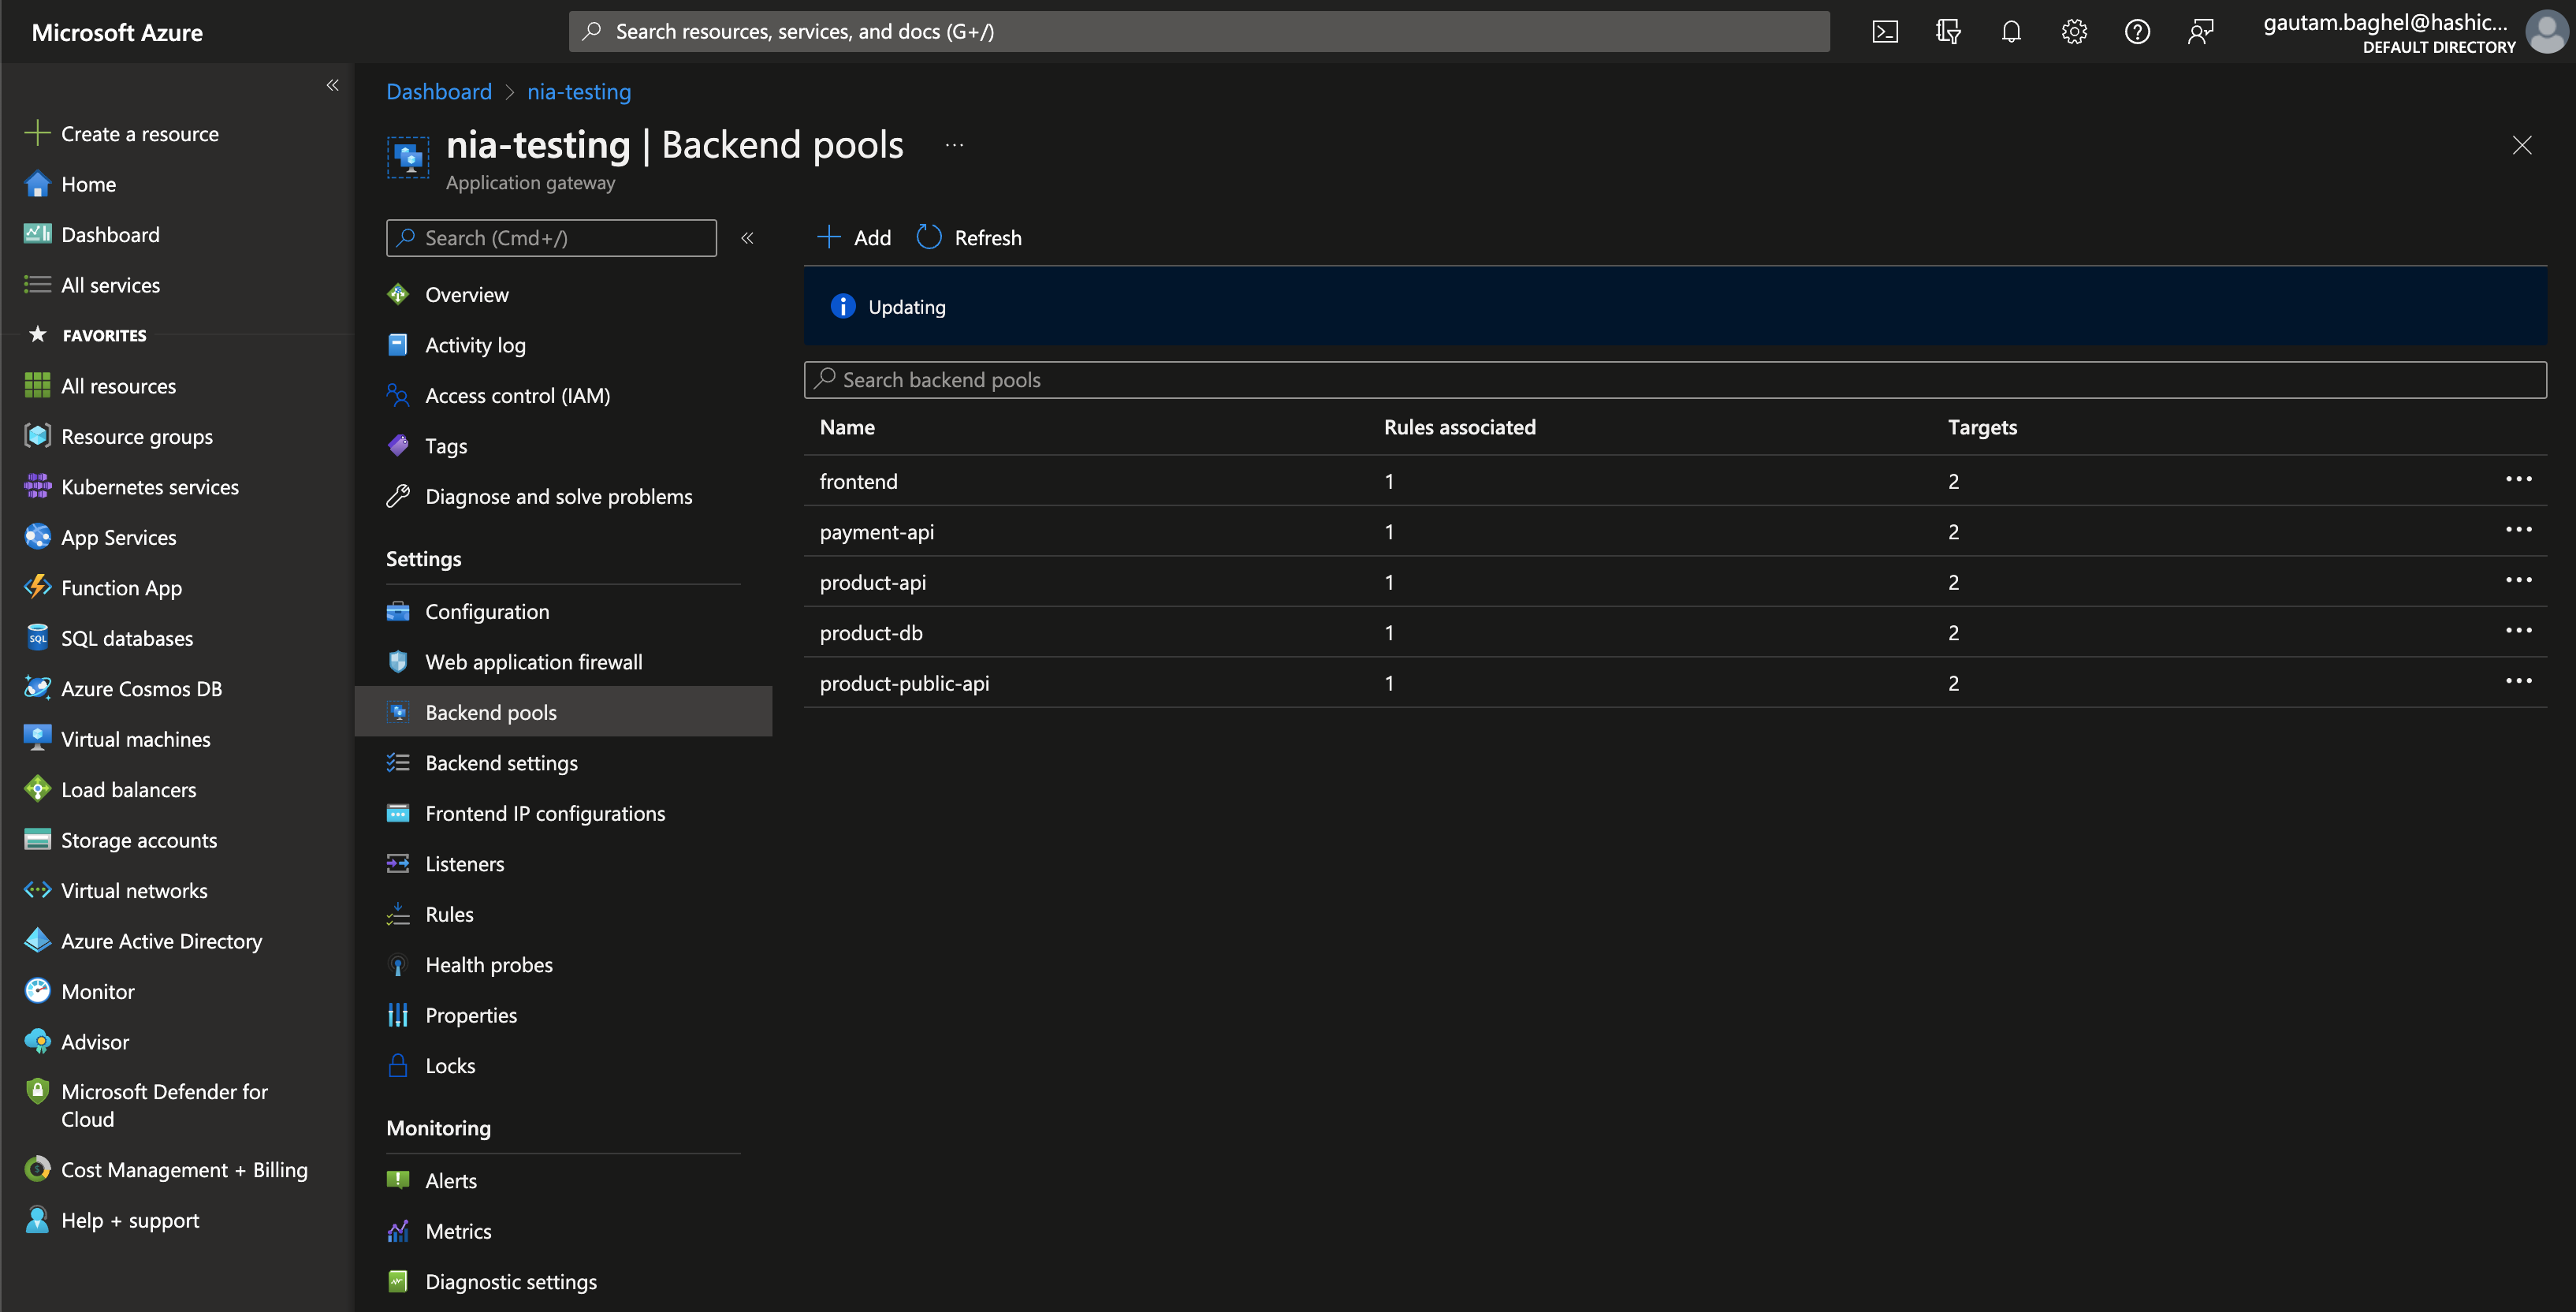 Microsoft Azure
Search resources, services, and docs (G+/)
gautam.baghel@hashic...
DEFAULT DIRECTORY
Create a resource
Home
Dashboard
All services
FAVORITES
All resources
Resource groups
Kubernetes services
App Services
Function App
SQL databases
Azure Cosmos DB
Virtual machines
Load balancers
Storage accounts
Virtual networks
Azure Active Directory
Monitor
Advisor
Microsoft Defender for
Cloud
Cost Management + Billing
Help + support
Dashboard > nia-testing
nia-testing | Backend pools ...
Application gateway
Search (Cmd+/)
Overview
Activity log
Access control (IAM)
Tags
Diagnose and solve problems
Settings
Configuration
Web application firewall
Backend pools
Backend settings
Frontend IP configurations
Listeners
Rules
Health probes
Properties
Locks
Monitoring
Alerts
Metrics
Diagnostic settings
Add Refresh
Updating
Search backend pools
Name Rules associated Targets
frontend 1 2
payment-api 1 2
product-api 1 2
product-db 1 2
product-public-api 1 2